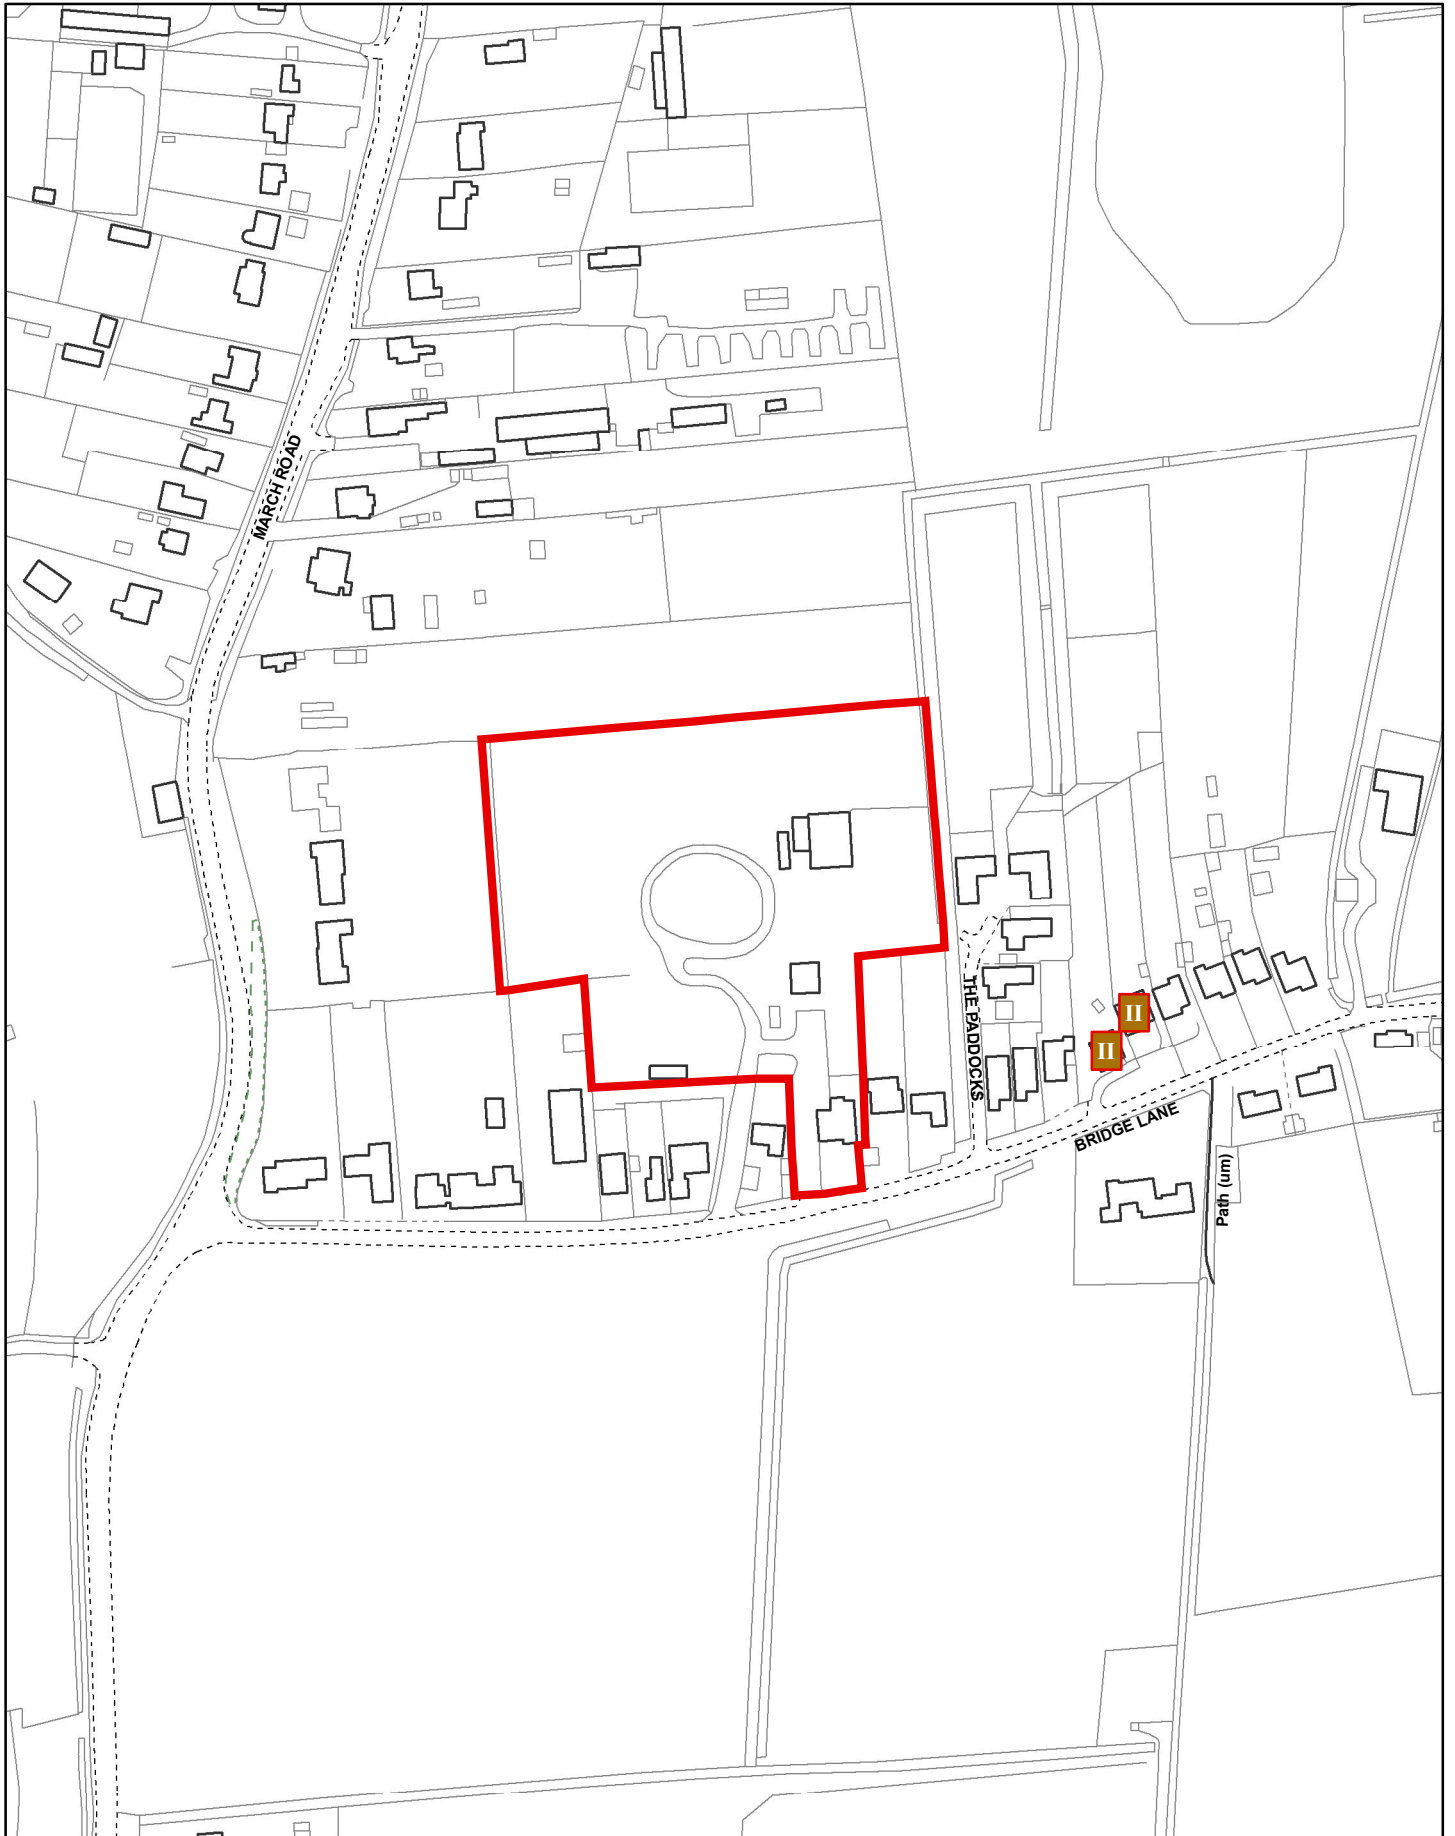 MARCH ROAD
THE PADDOCKS
II
II
BRIDGE LANE
Path (um)